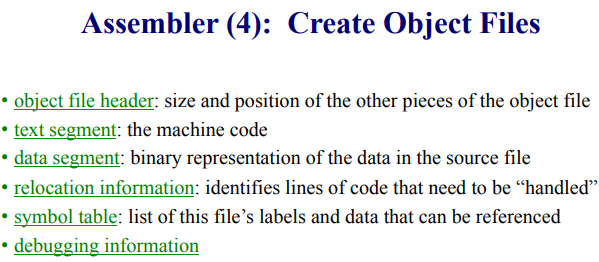 Assembler (4): Create Object Files
• object file header: size and position of the other pieces of the object file
• text segment: the machine code
• data segment: binary representation of the data in the source file
• relocation information: identifies lines of code that need to be “handled”
• symbol table: list of this file’s labels and data that can be referenced
• debugging information